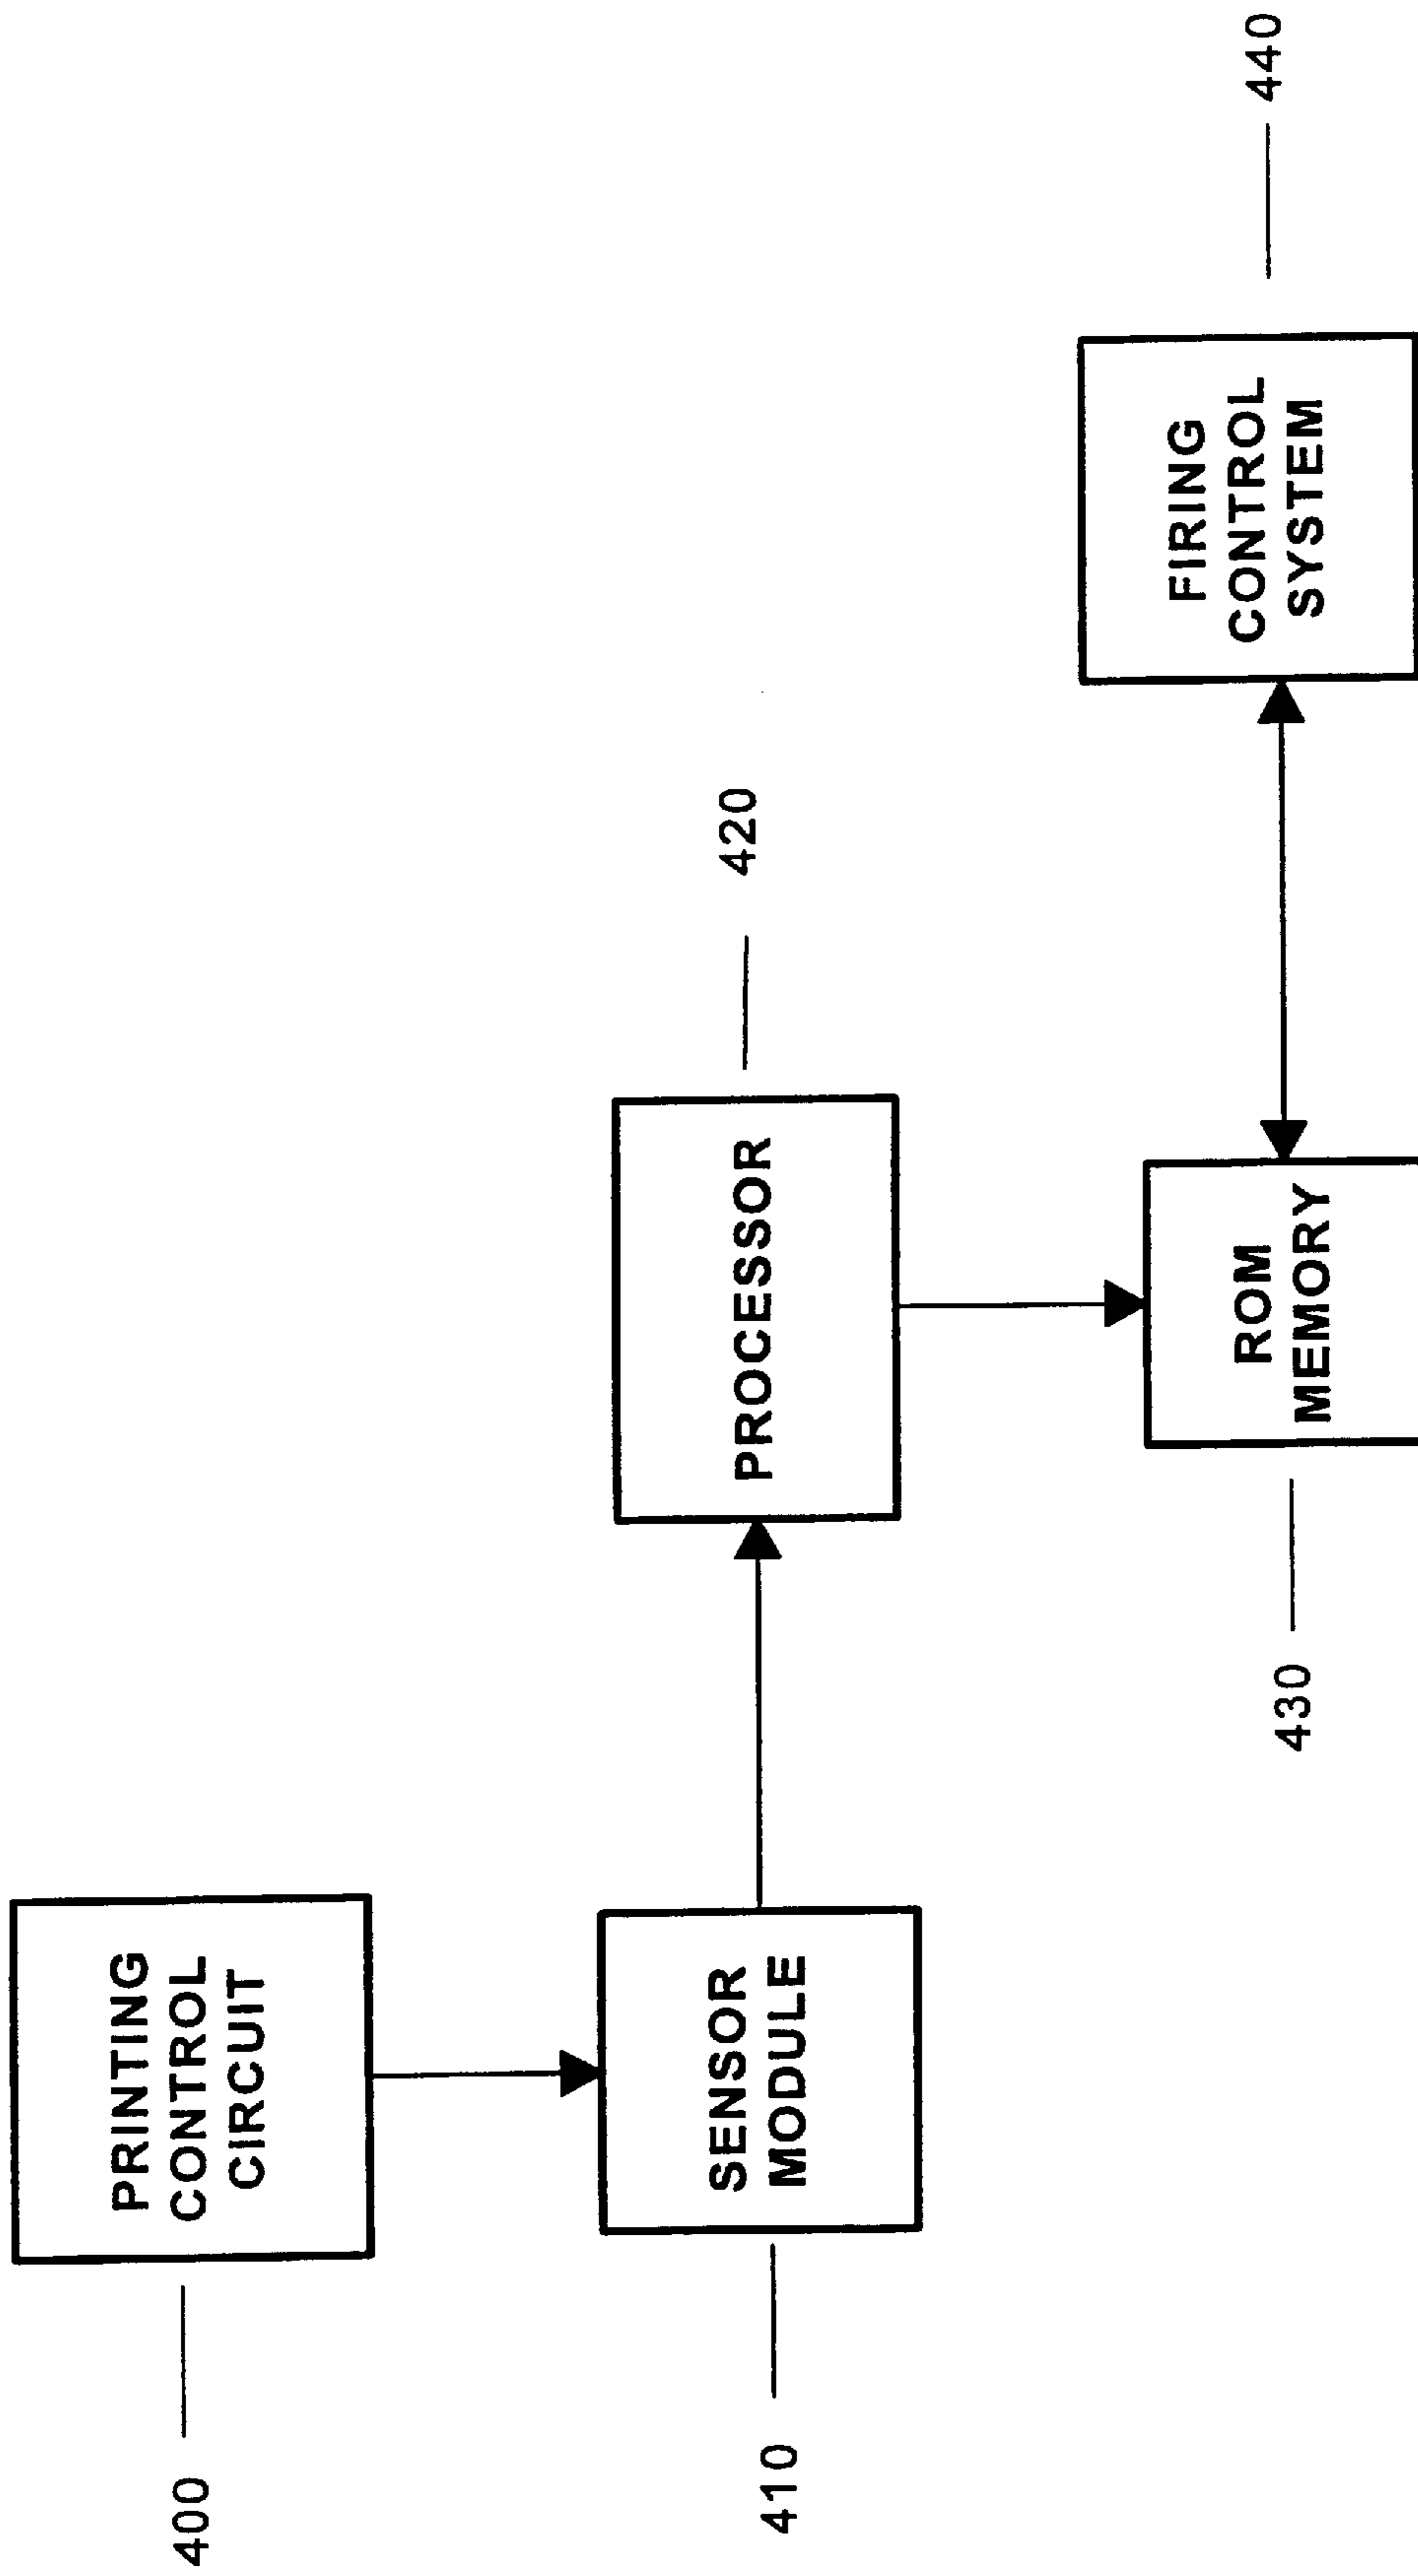 400
PRINTING
CONTROL
CIRCUIT
410
SENSOR
MODULE
PROCESSOR
420
430
ROM
MEMORY
FIRING
CONTROL
SYSTEM
440